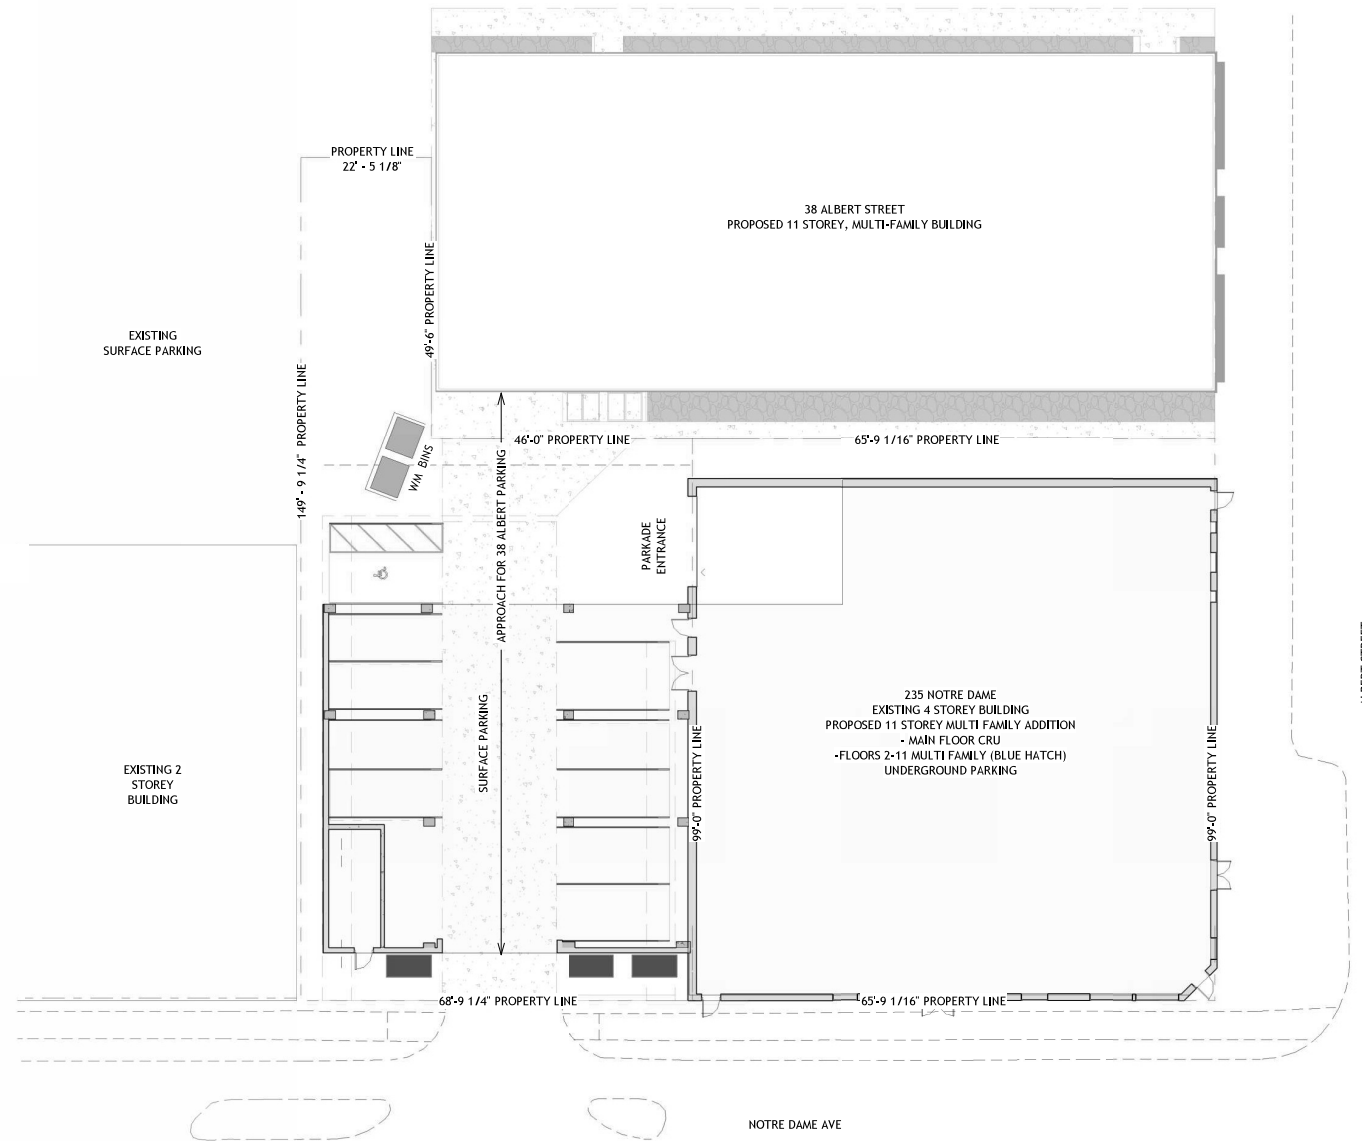 PROPERTY LINE
22' - 5 1/8"
38 ALBERT STREET
PROPOSED 11 STOREY, MULTI-FAMILY BUILDING
49'-6" PROPERTY LINE
EXISTING
SURFACE PARKING
149' - 9 1/4" PROPERTY LINE
WM BINS
46'-0" PROPERTY LINE
65'-9 1/16" PROPERTY LINE
APPROACH FOR 38 ALBERT PARKING
PARKADE
ENTRANCE
SURFACE PARKING
235 NOTRE DAME
EXISTING 4 STOREY BUILDING
PROPOSED 11 STOREY MULTI FAMILY ADDITION
- MAIN FLOOR CRU
-FLOORS 2-11 MULTI FAMILY (BLUE HATCH)
UNDERGROUND PARKING
99'-0" PROPERTY LINE
99'-0" PROPERTY LINE
EXISTING 2
STOREY
BUILDING
68'-9 1/4" PROPERTY LINE
65'-9 1/16" PROPERTY LINE
NOTRE DAME AVE